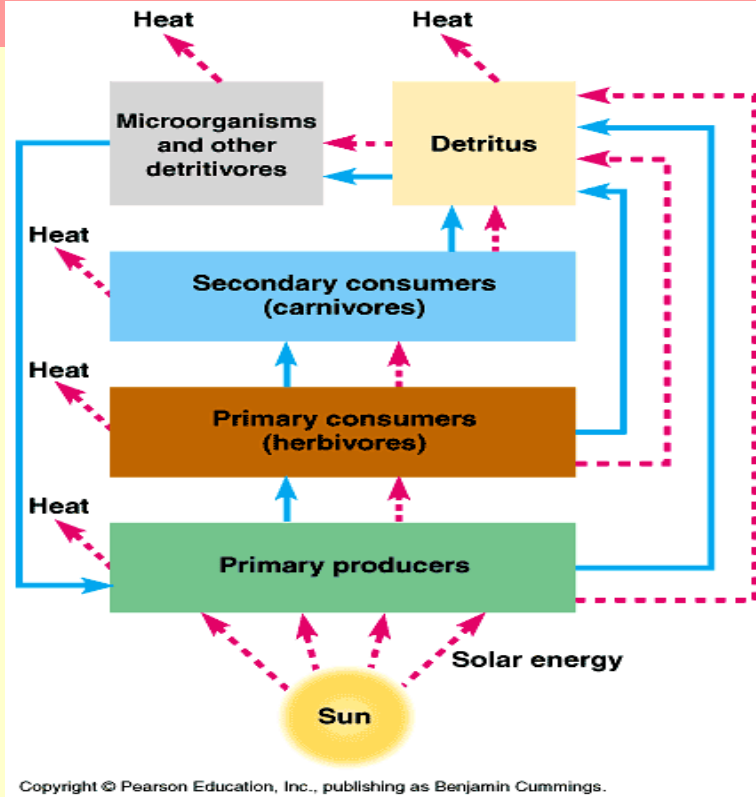 Heat
Heat
Microorganisms
and other
detritivores
Detritus
Heat
Secondary consumers
(carnivores)
Heat
Primary consumers
(herbivores)
Heat
Primary producers
Solar energy
Sun
Copyright © Pearson Education, Inc., publishing as Benjamin Cummings.